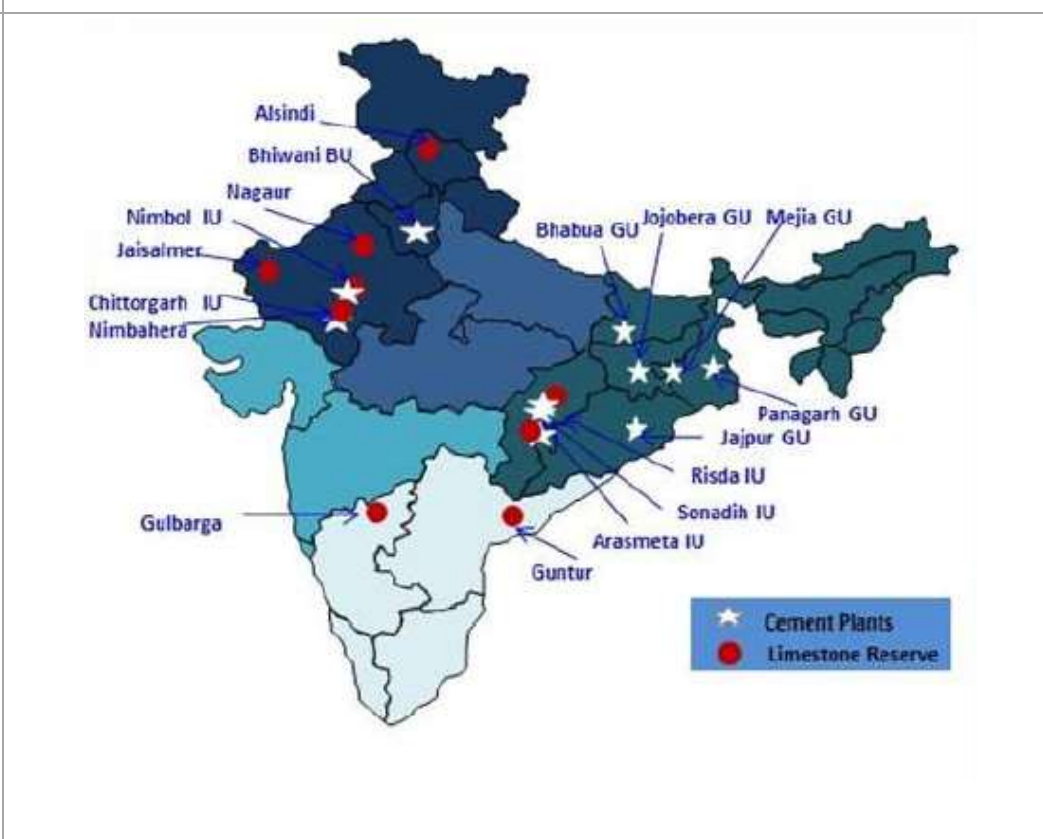 Alsindi
Bhiwani BU
Nagaur
Nimbol IU
Jaisalmer
Chittorgarh IU
Nimbahera
Bhabua GU
Jojobera GU
Mejia GU
Panagarh GU
Jajpur GU
Risda IU
Sonadih IU
Arasmeta IU
Gulbarga
Guntur
Cement Plants
Limestone Reserve